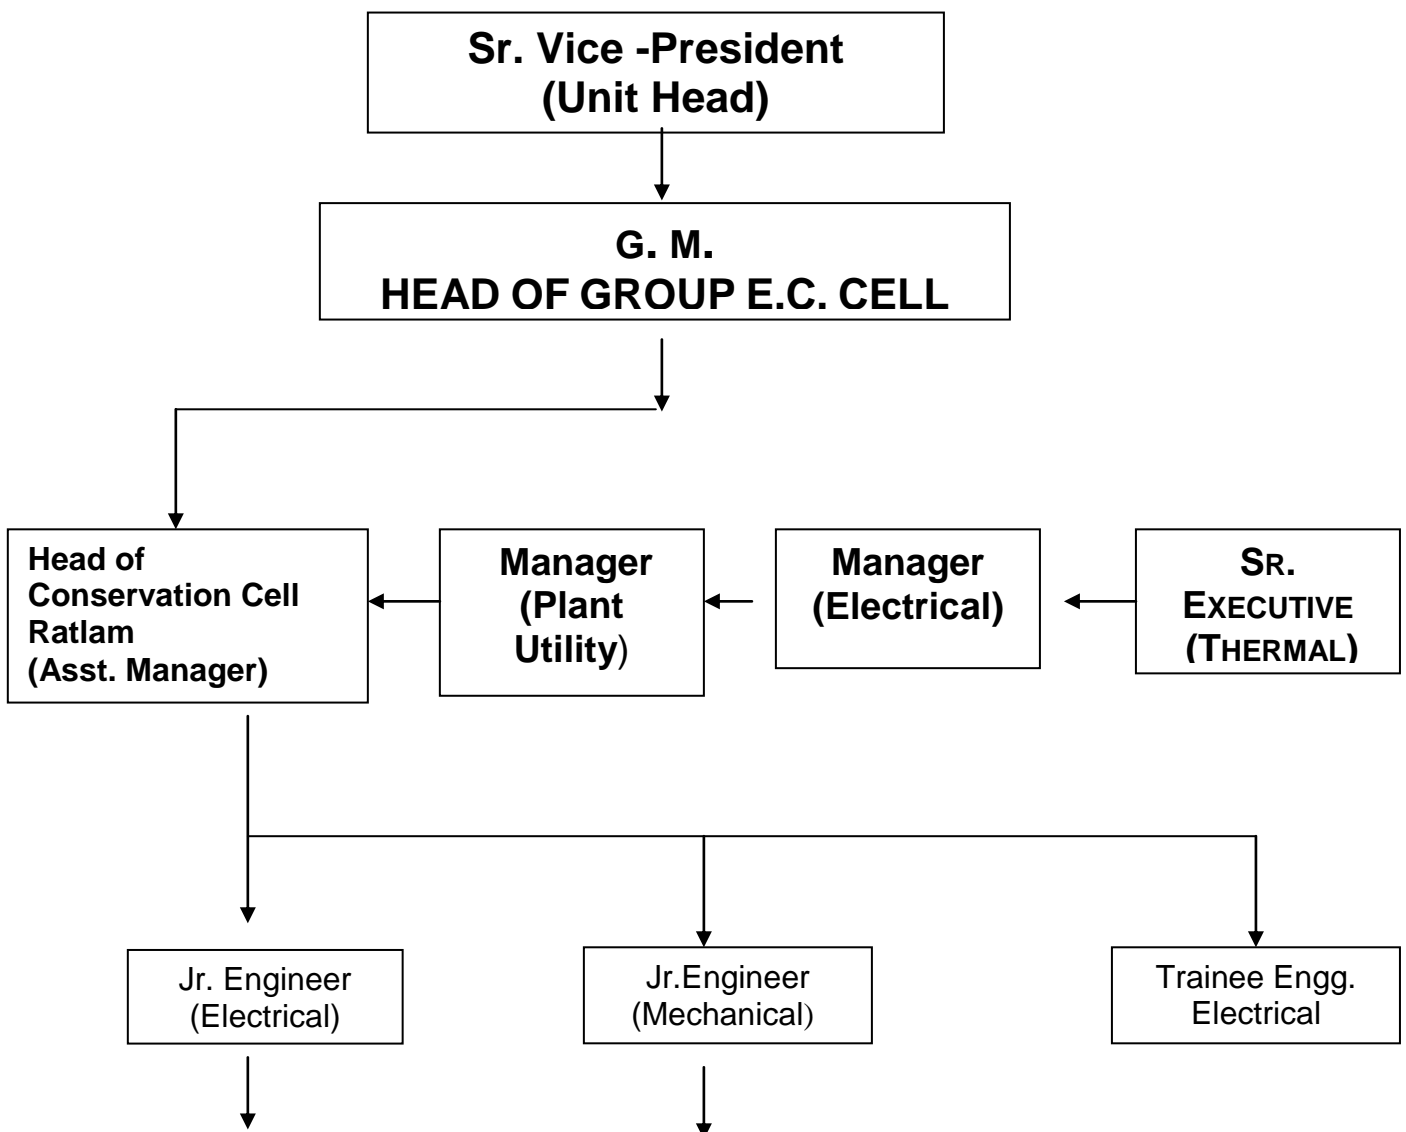 Sr. Vice -President
(Unit Head)
G. M.
HEAD OF GROUP E.C. CELL
Head of
Conservation Cell
Ratlam
(Asst. Manager)
Manager
(Plant
Utility)
Manager
(Electrical)
SR.
EXECUTIVE
(THERMAL)
Jr. Engineer
(Electrical)
Jr.Engineer
(Mechanical)
Trainee Engg.
Electrical